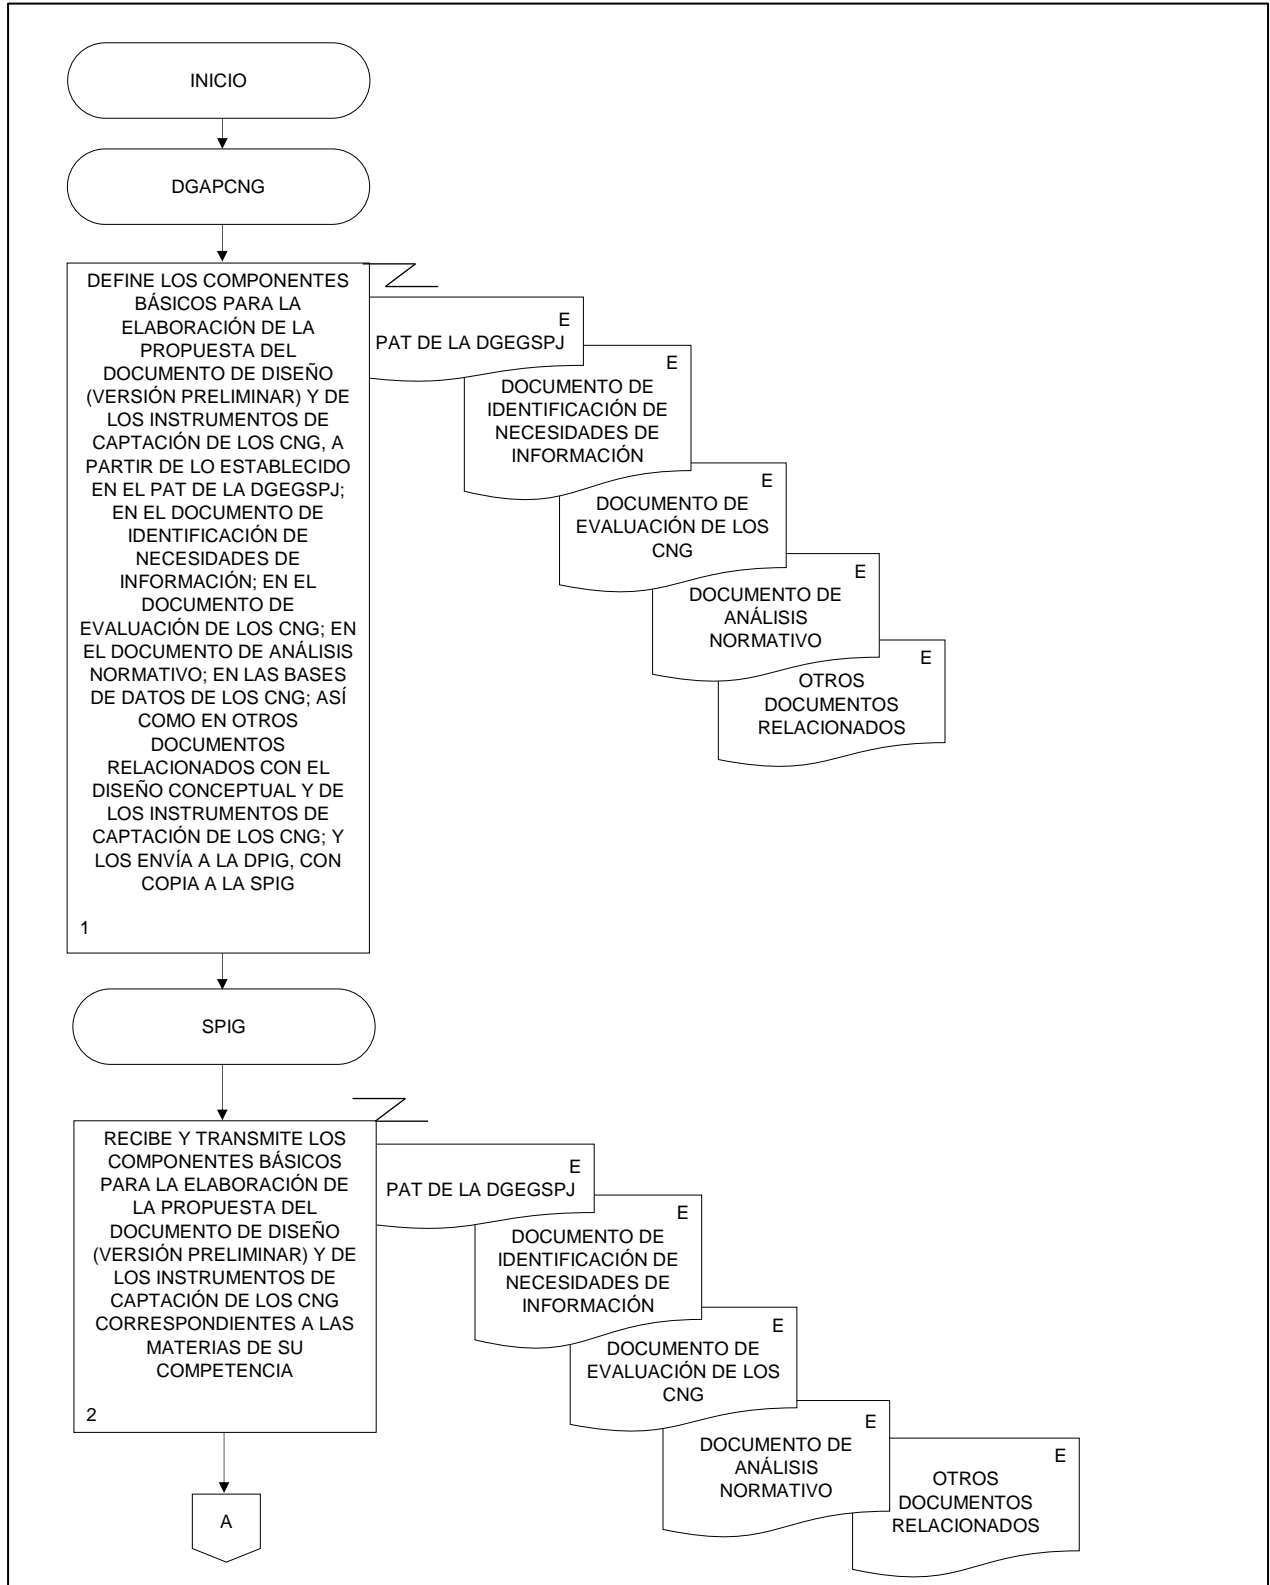 INICIO
DGAPCNG
DEFINE LOS COMPONENTES
BÁSICOS PARA LA
ELABORACIÓN DE LA
PROPUESTA DEL
DOCUMENTO DE DISEÑO
(VERSIÓN PRELIMINAR) Y DE
LOS INSTRUMENTOS DE
CAPTACIÓN DE LOS CNG, A
PARTIR DE LO ESTABLECIDO
EN EL PAT DE LA DGEGSPJ;
EN EL DOCUMENTO DE
IDENTIFICACIÓN DE
NECESIDADES DE
INFORMACIÓN; EN EL
DOCUMENTO DE
EVALUACIÓN DE LOS CNG; EN
EL DOCUMENTO DE ANÁLISIS
NORMATIVO; EN LAS BASES
DE DATOS DE LOS CNG; ASÍ
COMO EN OTROS
DOCUMENTOS
RELACIONADOS CON EL
DISEÑO CONCEPTUAL Y DE
LOS INSTRUMENTOS DE
CAPTACIÓN DE LOS CNG; Y
LOS ENVÍA A LA DPIG, CON
COPIA A LA SPIG
1
E
PAT DE LA DGEGSPJ
E
DOCUMENTO DE
IDENTIFICACIÓN DE
NECESIDADES DE
INFORMACIÓN
E
DOCUMENTO DE
EVALUACIÓN DE LOS
CNG
E
DOCUMENTO DE
ANÁLISIS
NORMATIVO
E
OTROS
DOCUMENTOS
RELACIONADOS
SPIG
RECIBE Y TRANSMITE LOS
COMPONENTES BÁSICOS
PARA LA ELABORACIÓN DE
LA PROPUESTA DEL
DOCUMENTO DE DISEÑO
(VERSIÓN PRELIMINAR) Y DE
LOS INSTRUMENTOS DE
CAPTACIÓN DE LOS CNG
CORRESPONDIENTES A LAS
MATERIAS DE SU
COMPETENCIA
2
E
PAT DE LA DGEGSPJ
E
DOCUMENTO DE
IDENTIFICACIÓN DE
NECESIDADES DE
INFORMACIÓN
E
DOCUMENTO DE
EVALUACIÓN DE LOS
CNG
E
DOCUMENTO DE
ANÁLISIS
NORMATIVO
E
OTROS
DOCUMENTOS
RELACIONADOS
A